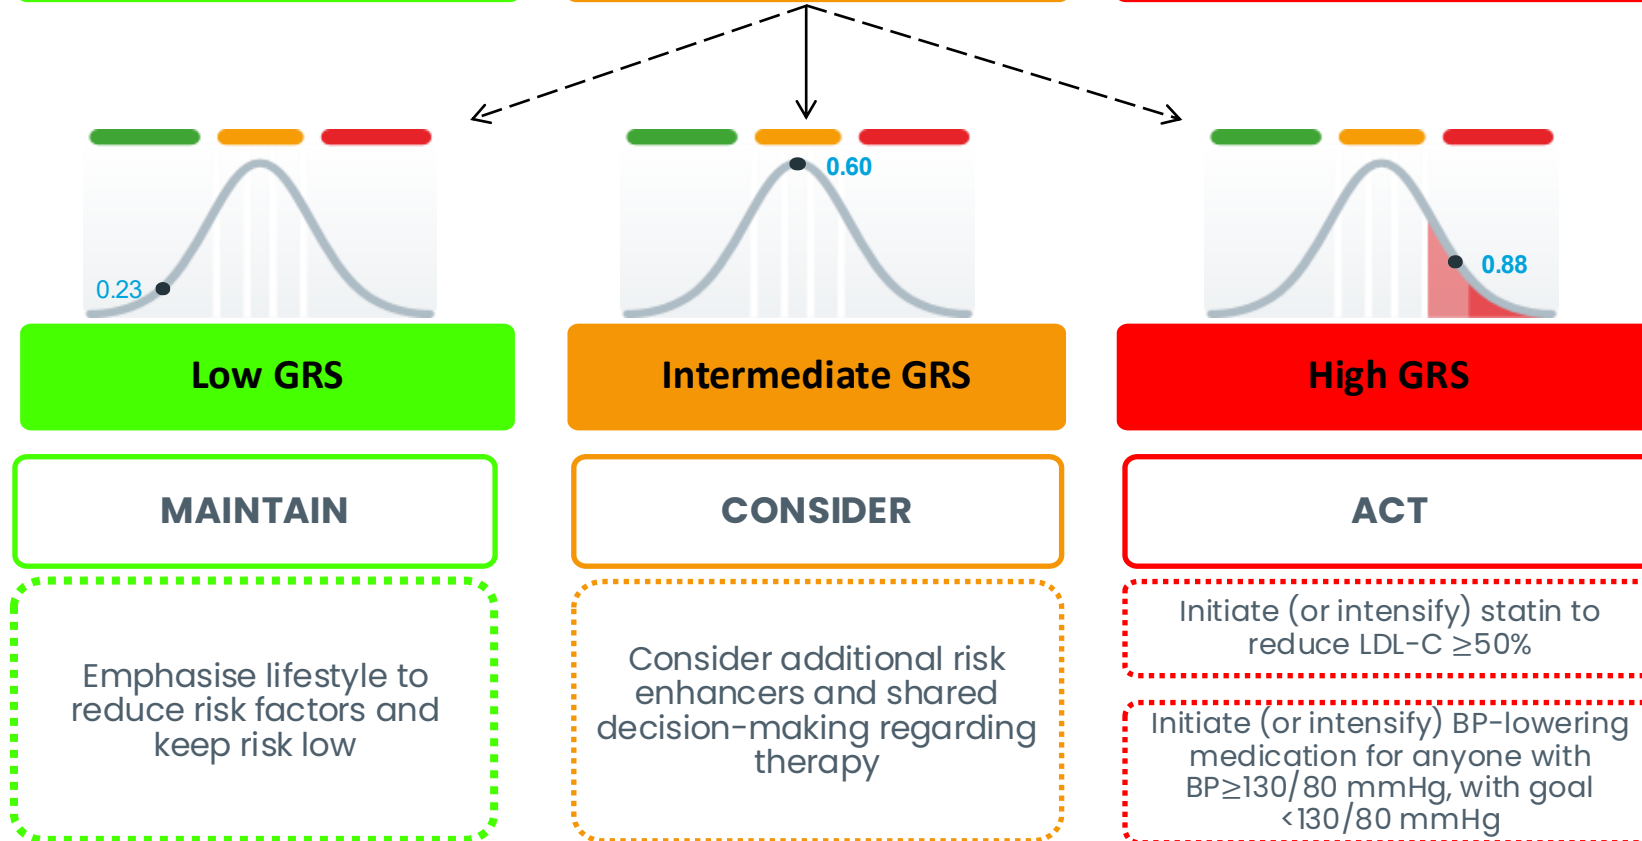 0.23
0.60
0.88
Low GRS
Intermediate GRS
High GRS
MAINTAIN
CONSIDER
ACT
Emphasise lifestyle to
reduce risk factors and
keep risk low
Consider additional risk
enhancers and shared
decision-making regarding
therapy
Initiate (or intensify) statin to
reduce LDL-C ≥50%
Initiate (or intensify) BP-lowering
medication for anyone with
BP≥130/80 mmHg, with goal
<130/80 mmHg